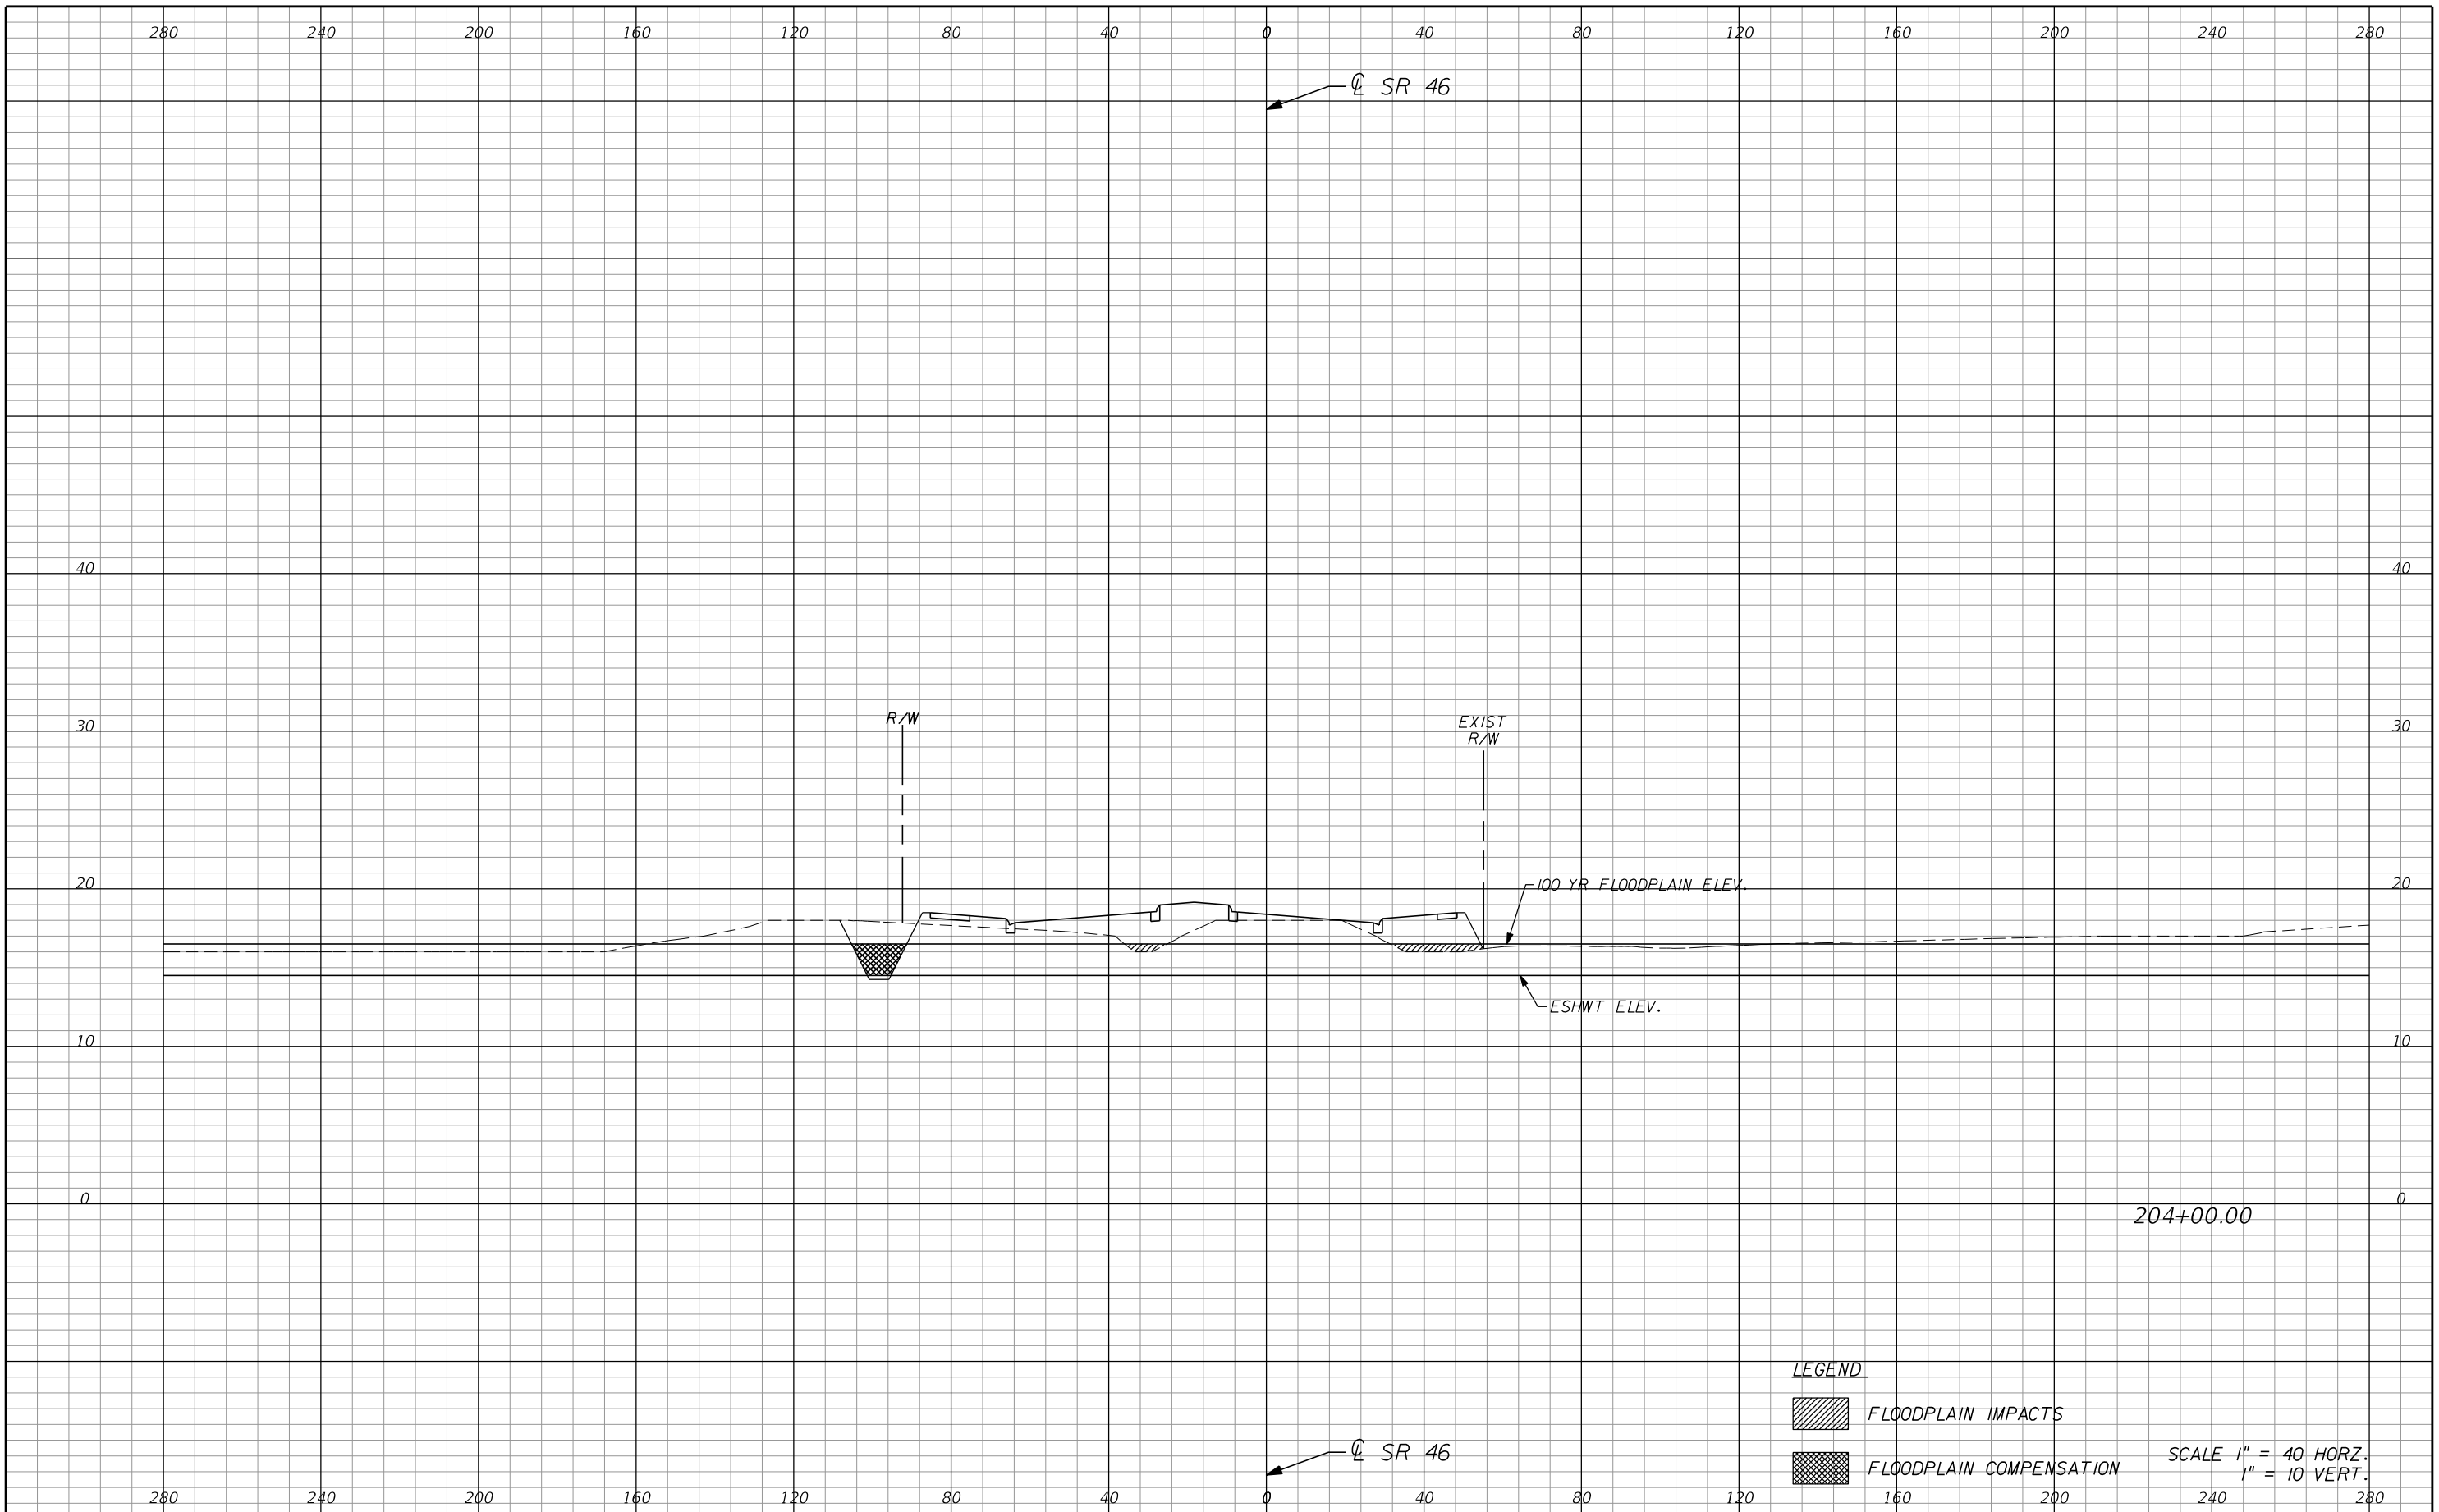 280 240 200 160 120 80 40 0 40 80 120 160 200 240 280
℄ SR 46
40 40
R/W
EXIST
R/W
30 30
20 20
100 YR FLOODPLAIN ELEV.
ESHWT ELEV.
10 10
0 0
204+00.00
LEGEND
FLOODPLAIN IMPACTS
FLOODPLAIN COMPENSATION
SCALE 1" = 40 HORZ.
1" = 10 VERT.
℄ SR 46
280 240 200 160 120 80 40 0 40 80 120 160 200 240 280